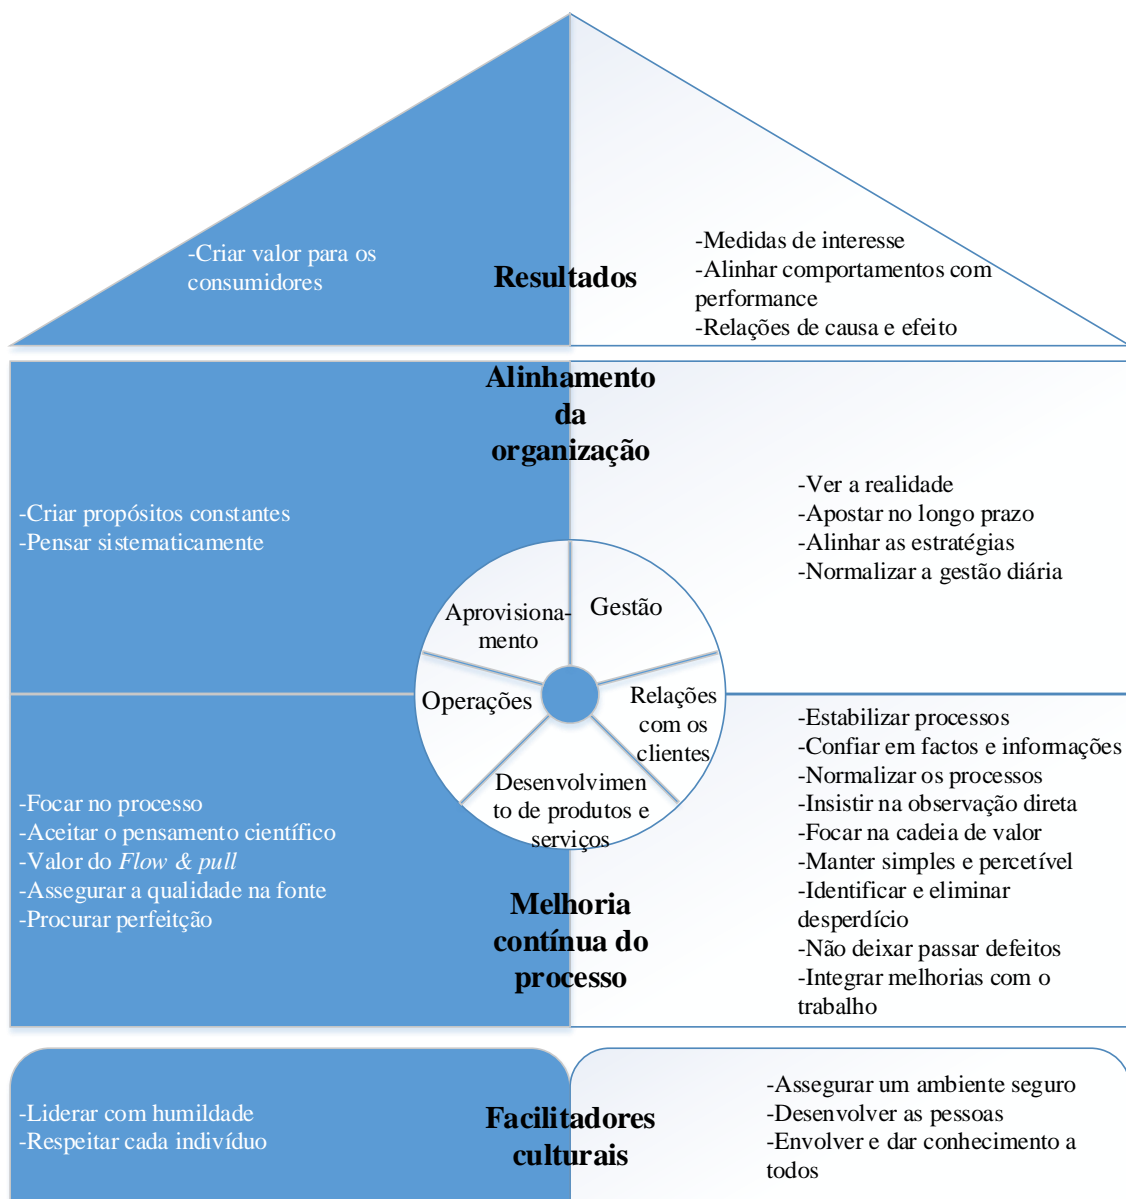 -Criar valor para os
consumidores
Resultados
-Medidas de interesse
-Alinhar comportamentos com
performance
-Relações de causa e efeito
Alinhamento
da
organização
-Criar propósitos constantes
-Pensar sistematicamente
-Ver a realidade
-Apostar no longo prazo
-Alinhar as estratégias
-Normalizar a gestão diária
Aprovisiona-
mento
Gestão
Operações
Relações
com os
clientes
Desenvolvimen
to de produtos e
serviços
-Focar no processo
-Aceitar o pensamento científico
-Valor do Flow & pull
-Assegurar a qualidade na fonte
-Procurar perfeitção
Melhoria
contínua do
processo
-Estabilizar processos
-Confiar em factos e informações
-Normalizar os processos
-Insistir na observação direta
-Focar na cadeia de valor
-Manter simples e percetível
-Identificar e eliminar
desperdício
-Não deixar passar defeitos
-Integrar melhorias com o
trabalho
-Liderar com humildade
-Respeitar cada indivíduo
Facilitadores
culturais
-Assegurar um ambiente seguro
-Desenvolver as pessoas
-Envolver e dar conhecimento a
todos